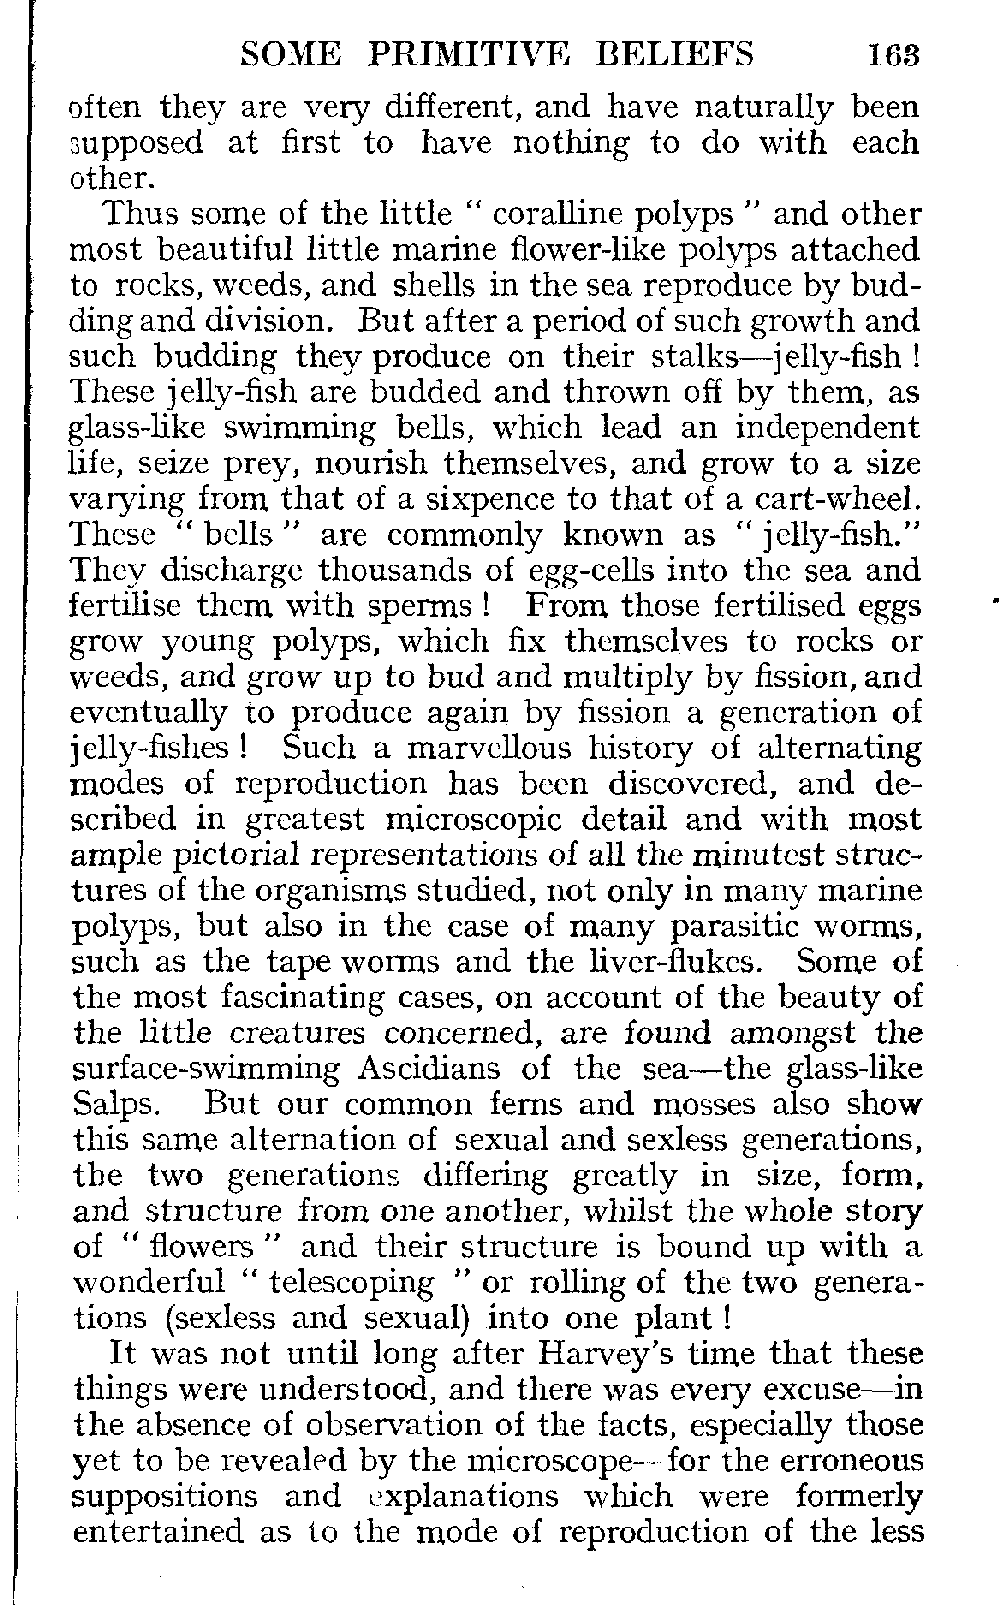 SOME PRIMITIVE BELIEFS 163
often they are very different, and have naturally been
supposed at first to have nothing to do with each
other.
Thus some of the little “ coralline polyps ” and other
most beautiful little marine flower-like polyps attached
to rocks, weeds, and shells in the sea reproduce by bud-
ding and division. But after a period of such growth and
such budding they produce on their stalks—jelly-fish !
These jelly-fish are budded and thrown off by them, as
glass-like swimming bells, which lead an independent
life, seize prey, nourish themselves, and grow to a size
varying from that of a sixpence to that of a cart-wheel.
These “ bells ” are commonly known as “ jelly-fish.”
They discharge thousands of egg-cells into the sea and
fertilise them with sperms ! From those fertilised eggs
grow young polyps, which fix themselves to rocks or
weeds, and grow up to bud and multiply by fission, and
eventually to produce again by fission a generation of
jelly-fishes ! Such a marvellous history of alternating
modes of reproduction has been discovered, and de-
scribed in greatest microscopic detail and with most
ample pictorial representations of all the minutest struc-
tures of the organisms studied, not only in many marine
polyps, but also in the case of many parasitic worms,
such as the tape worms and the liver-flukes. Some of
the most fascinating cases, on account of the beauty of
the little creatures concerned, are found amongst the
surface-swimming Ascidians of the sea—the glass-like
Salps. But our common ferns and mosses also show
this same alternation of sexual and sexless generations,
the two generations differing greatly in size, form,
and structure from one another, whilst the whole story
of “ flowers ” and their structure is bound up with a
wonderful “ telescoping ” or rolling of the two genera-
tions (sexless and sexual) into one plant !
It was not until long after Harvey's time that these
things were understood, and there was every excuse—in
the absence of observation of the facts, especially those
yet to be revealed by the microscope—for the erroneous
suppositions and explanations which were formerly
entertained as to the mode of reproduction of the less